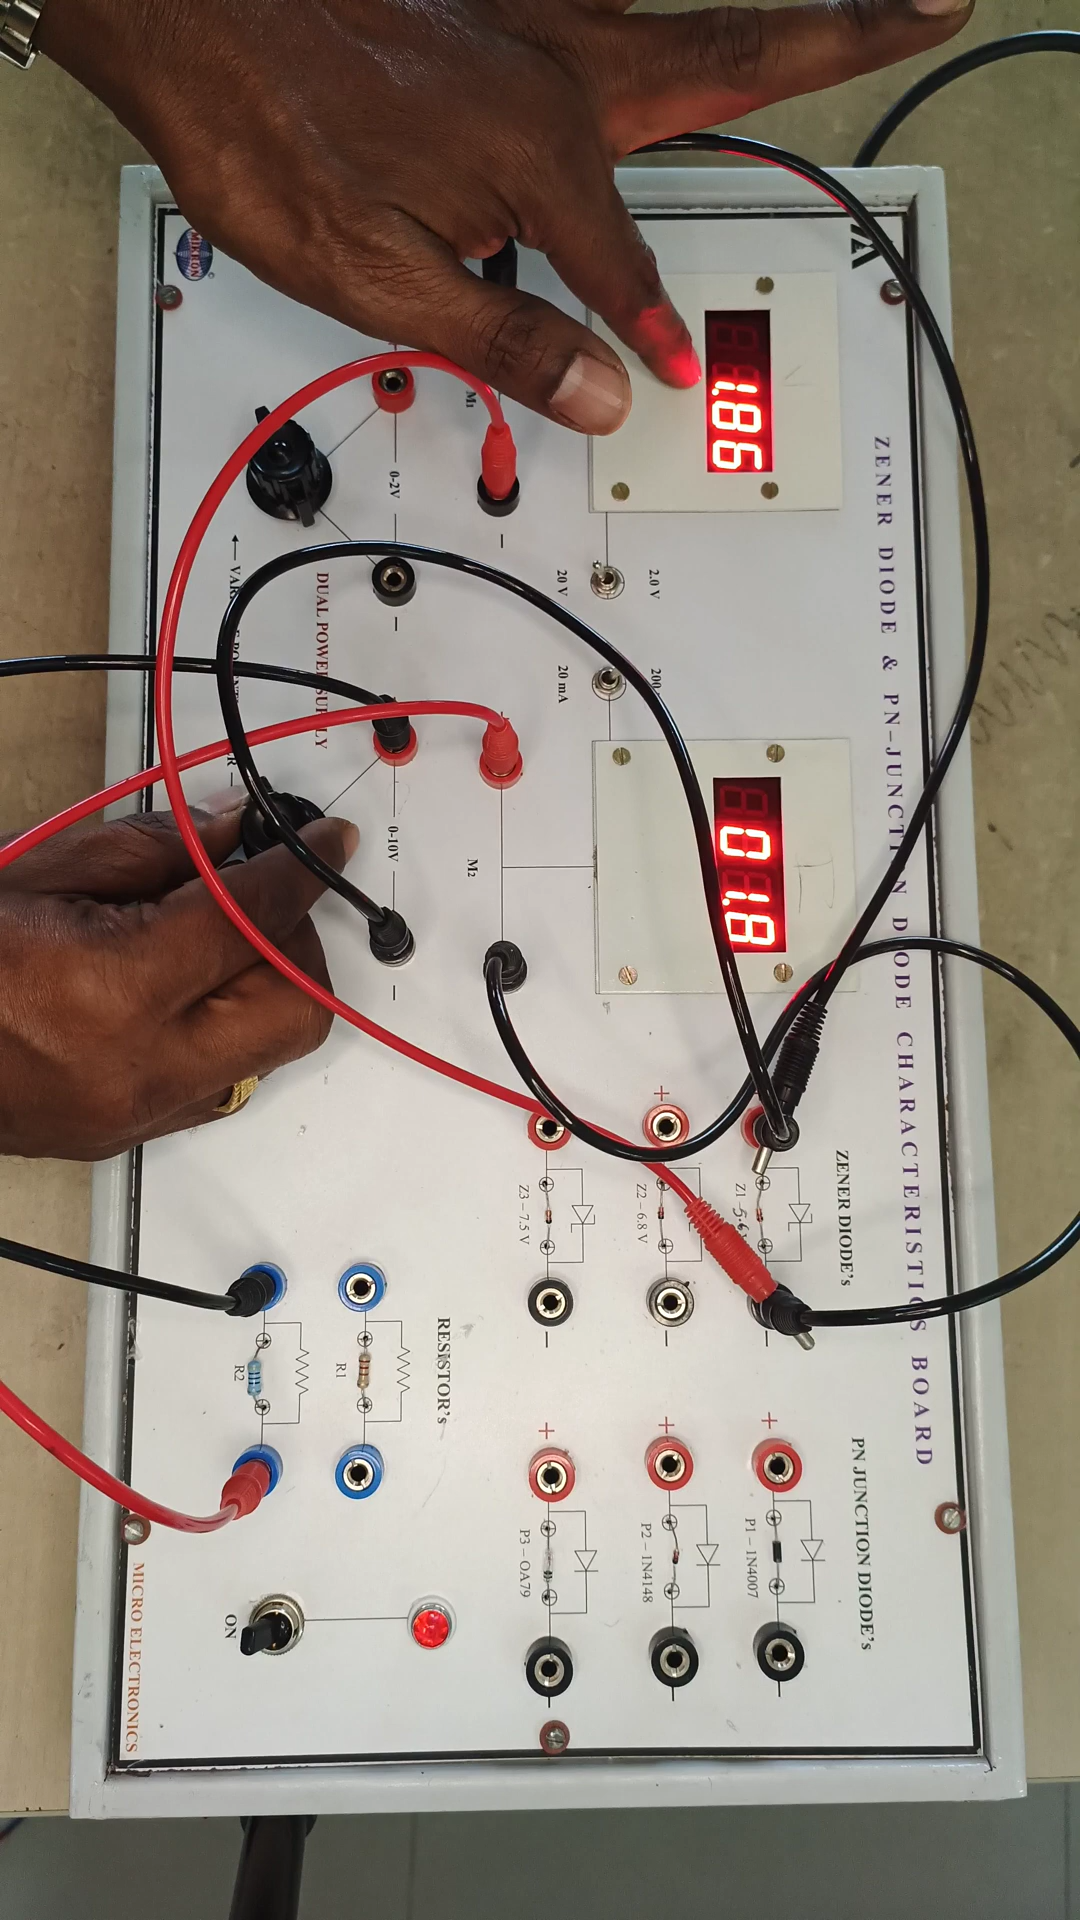 MIKRON
ZENER DIODE & PN-JUNCTION DIODE CHARACTERISTICS BOARD
V
1.86
2.0 V
20 V
20 mA
I
01.8
M1
+
0-2V
−
−
DUAL POWER SUPPLY
M2
0-10V
−
ZENER DIODE's
Z1
+
Z2 – 6.8 V
−
Z3 – 7.5 V
−
−
PN JUNCTION DIODE's
+
P1 – 1N4007
−
+
P2 – 1N4148
−
+
P3 – OA79
−
RESISTOR's
R1
R2
ON
MICRO ELECTRONICS